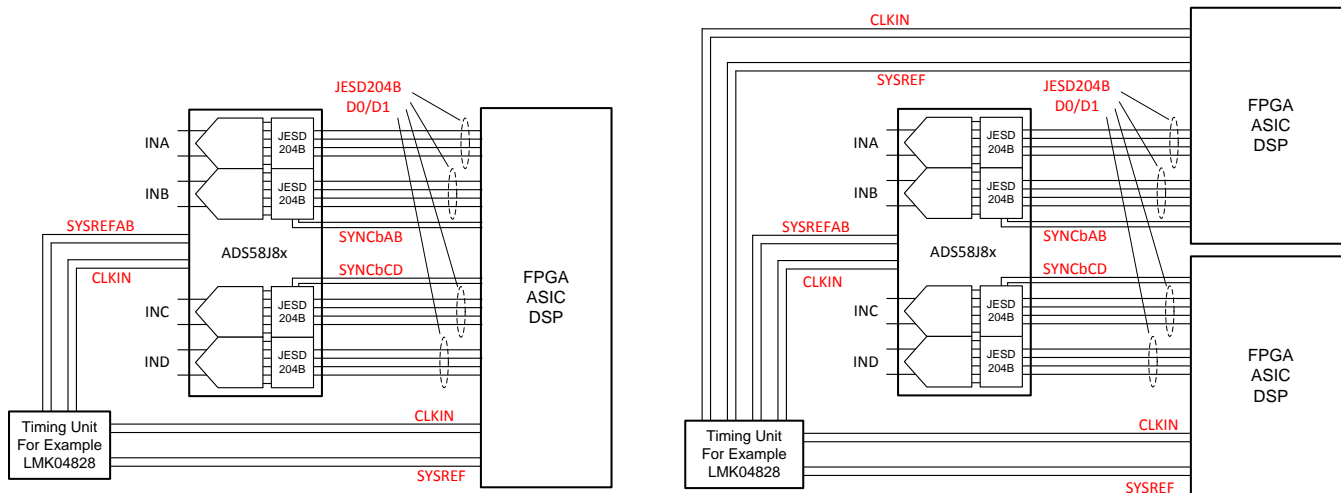 JESD204B
D0/D1
INA
JESD
204B
INB
JESD
204B
SYSREFAB
SYNCbAB
ADS58J8x
SYNCbCD
CLKIN
INC
JESD
204B
IND
JESD
204B
FPGA
ASIC
DSP
Timing Unit
For Example
LMK04828
CLKIN
SYSREF
CLKIN
SYSREF
JESD204B
D0/D1
FPGA
ASIC
DSP
INA
JESD
204B
INB
JESD
204B
SYSREFAB
SYNCbAB
ADS58J8x
SYNCbCD
CLKIN
INC
JESD
204B
IND
JESD
204B
FPGA
ASIC
DSP
Timing Unit
For Example
LMK04828
CLKIN
SYSREF